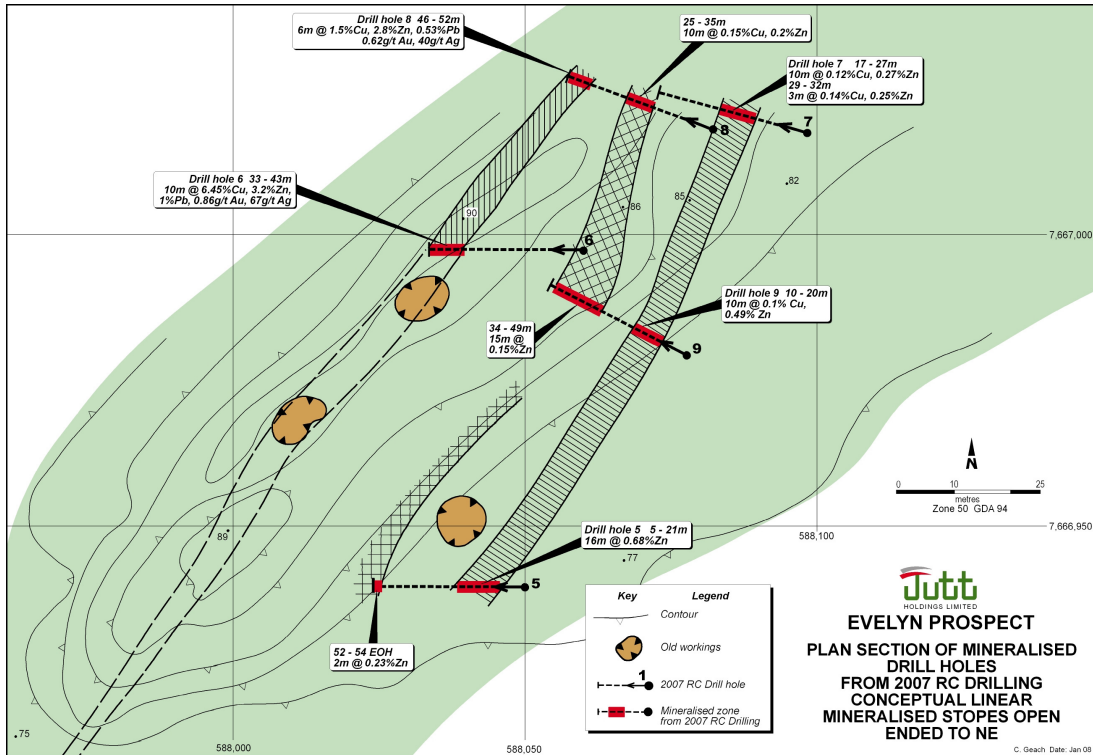 Drill hole 8 46 - 52m
6m @ 1.5%Cu, 2.8%Zn, 0.53%Pb
0.62g/t Au, 40g/t Ag
25 - 35m
10m @ 0.15%Cu, 0.2%Zn
Drill hole 7 17 - 27m
10m @ 0.12%Cu, 0.27%Zn
29 - 32m
3m @ 0.14%Cu, 0.25%Zn
8
7
Drill hole 6 33 - 43m
10m @ 6.45%Cu, 3.2%Zn,
1%Pb, 0.86g/t Au, 67g/t Ag
82
85
86
90
6
7,667,000
Drill hole 9 10 - 20m
10m @ 0.1% Cu,
0.49% Zn
34 - 49m
15m @
0.15%Zn
9
N
0 10 25
metres
Zone 50 GDA 94
7,666,950
588,100
89
Drill hole 5 5 - 21m
16m @ 0.68%Zn
77
5
52 - 54 EOH
2m @ 0.23%Zn
Key Legend
Contour
Old workings
1
2007 RC Drill hole
Mineralised zone
from 2007 RC Drilling
Jutt
HOLDINGS LIMITED
EVELYN PROSPECT
PLAN SECTION OF MINERALISED
DRILL HOLES
FROM 2007 RC DRILLING
CONCEPTUAL LINEAR
MINERALISED STOPES OPEN
ENDED TO NE
75
588,000
588,050
C. Geach Date: Jan 08